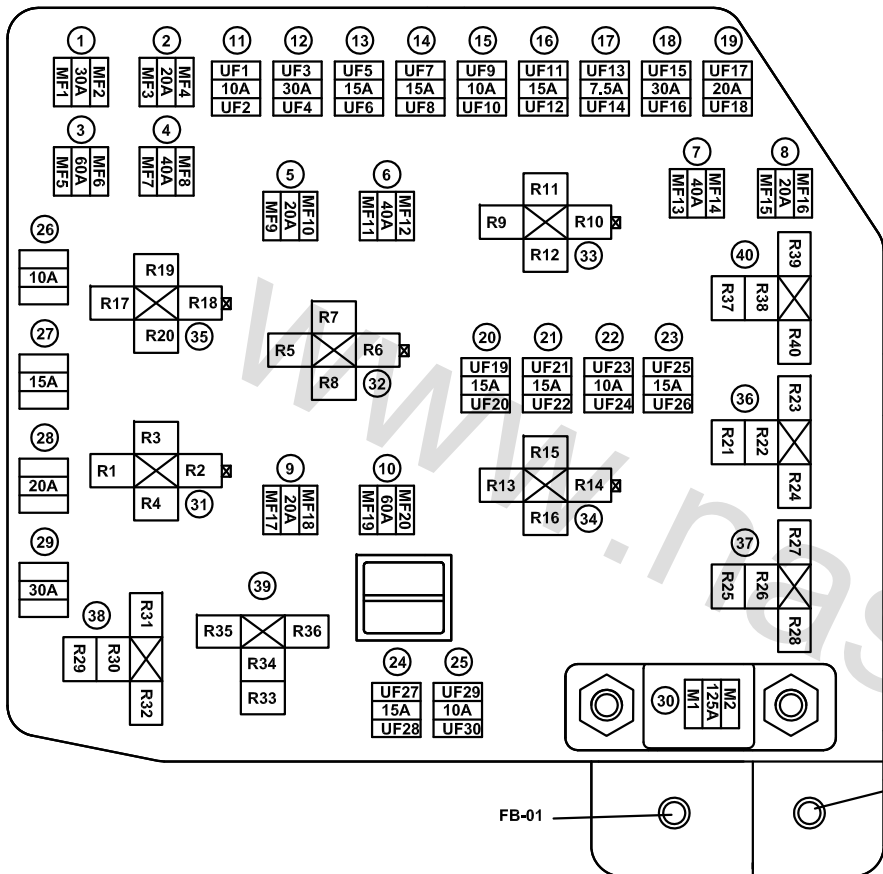 1
2
11
12
13
14
15
16
17
18
19
MF1 30A MF2
MF3 20A MF4
UF1
10A
UF2
UF3
30A
UF4
UF5
15A
UF6
UF7
15A
UF8
UF9
10A
UF10
UF11
15A
UF12
UF13
7.5A
UF14
UF15
30A
UF16
UF17
20A
UF18
3
4
MF5 60A MF6
MF7 40A MF8
5
6
MF9 20A MF10
MF11 40A MF12
7
8
MF13 40A MF14
MF15 20A MF16
R11
R9
R10
R12
33
26
10A
R19
R17
R18
R20
35
R7
R5
R6
R8
32
40
R39
R37
R38
R40
27
15A
20
21
22
23
UF19
15A
UF20
UF21
15A
UF22
UF23
10A
UF24
UF25
15A
UF26
36
R23
R21
R22
R24
28
20A
R3
R1
R2
R4
31
9
10
MF17 20A MF18
MF19 60A MF20
R15
R13
R14
R16
34
37
R27
R25
R26
R28
29
30A
38
R31
R29
R30
R32
39
R35
R36
R34
R33
24
25
UF27
15A
UF28
UF29
10A
UF30
30
M1 125A M2
FB-01
www.nas